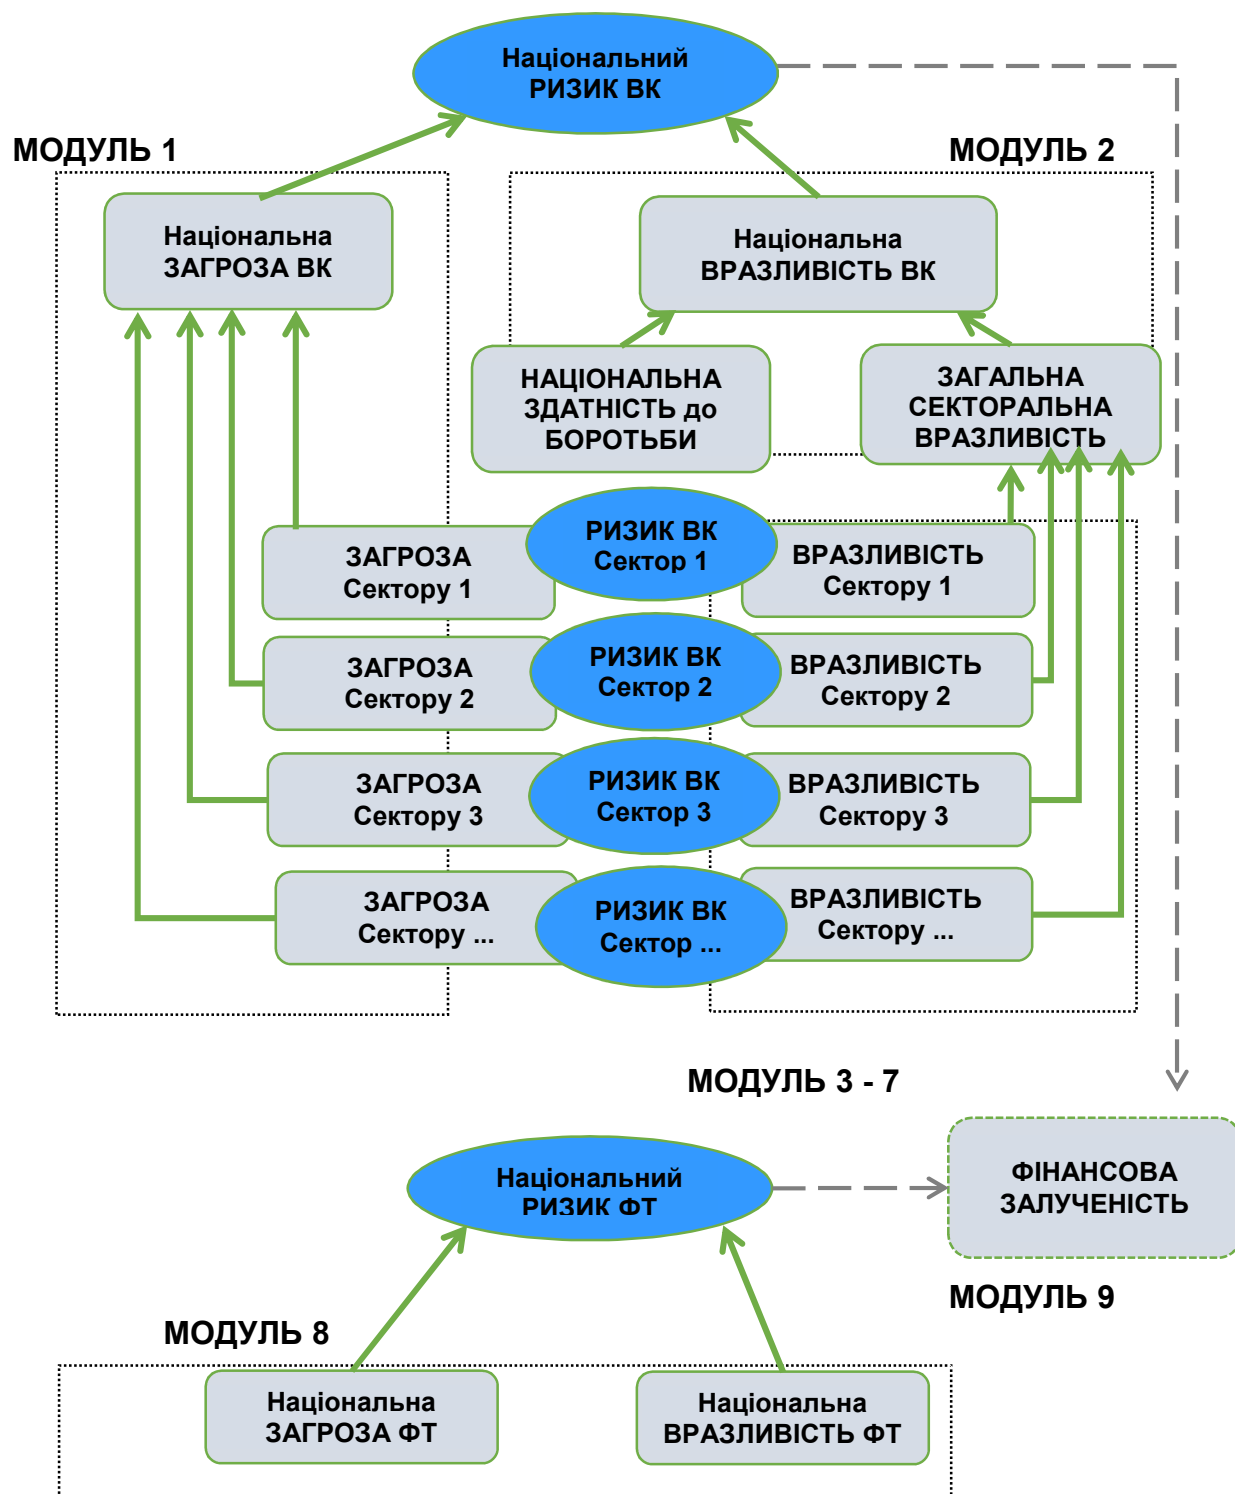 Національний
РИЗИК ВК
МОДУЛЬ 1
МОДУЛЬ 2
Національна
ЗАГРОЗА ВК
Національна
ВРАЗЛИВІСТЬ ВК
НАЦІОНАЛЬНА
ЗДАТНІСТЬ до
БОРОТЬБИ
ЗАГАЛЬНА
СЕКТОРАЛЬНА
ВРАЗЛИВІСТЬ
ЗАГРОЗА
Сектору 1
РИЗИК ВК
Сектор 1
ВРАЗЛИВІСТЬ
Сектору 1
ЗАГРОЗА
Сектору 2
РИЗИК ВК
Сектор 2
ВРАЗЛИВІСТЬ
Сектору 2
ЗАГРОЗА
Сектору 3
РИЗИК ВК
Сектор 3
ВРАЗЛИВІСТЬ
Сектору 3
ЗАГРОЗА
Сектору ...
РИЗИК ВК
Сектор ...
ВРАЗЛИВІСТЬ
Сектору ...
МОДУЛЬ 3 - 7
Національний
РИЗИК ФТ
ФІНАНСОВА
ЗАЛУЧЕНІСТЬ
МОДУЛЬ 9
МОДУЛЬ 8
Національна
ЗАГРОЗА ФТ
Національна
ВРАЗЛИВІСТЬ ФТ